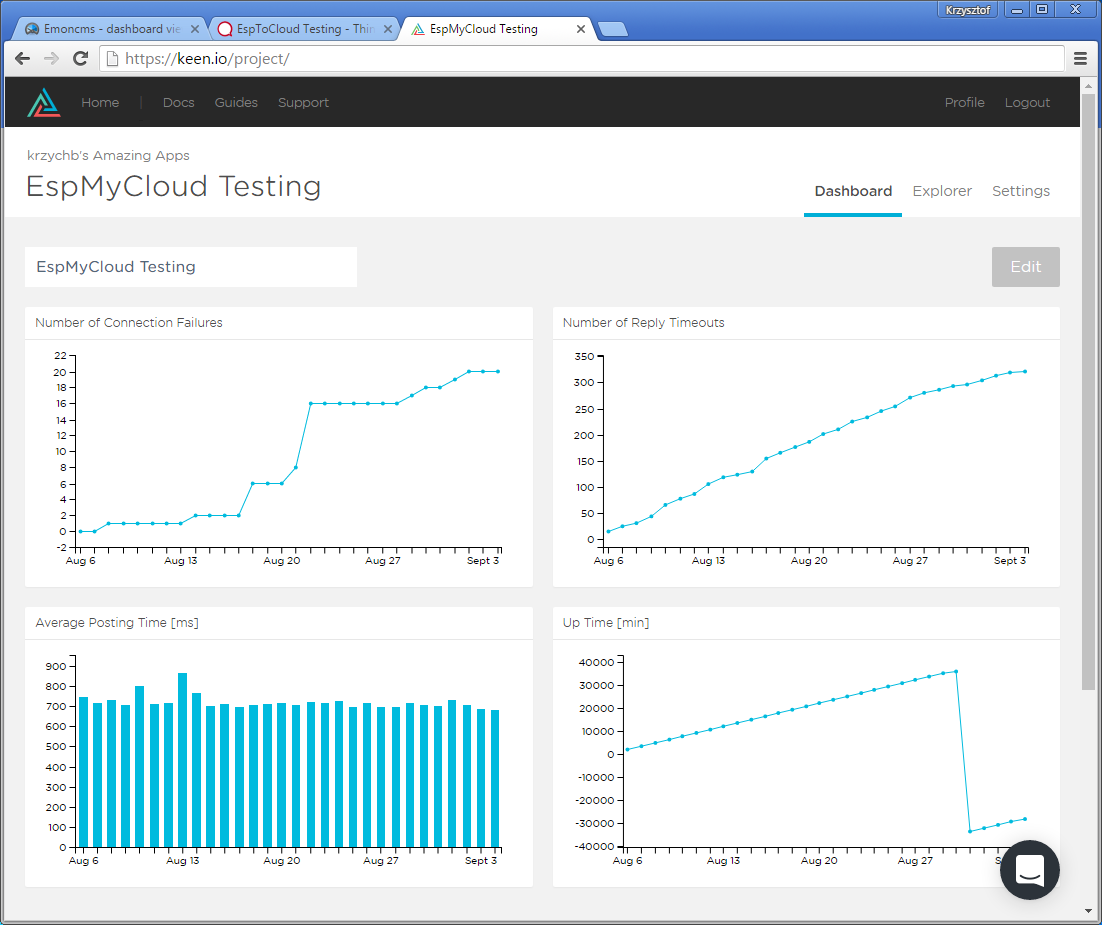 Krzysztof
Emoncms - dashboard vie
EspToCloud Testing - Thin
EspMyCloud Testing
https://keen.io/project/
Home | Docs Guides Support Profile Logout
krzychb's Amazing Apps
EspMyCloud Testing
Dashboard Explorer Settings
EspMyCloud Testing
Edit
Number of Connection Failures
22
20
18
16
14
12
10
8
6
4
2
0
-2
Aug 6 Aug 13 Aug 20 Aug 27 Sept 3
Number of Reply Timeouts
350
300
250
200
150
100
50
0
Aug 6 Aug 13 Aug 20 Aug 27 Sept 3
Average Posting Time [ms]
900
800
700
600
500
400
300
200
100
0
Aug 6 Aug 13 Aug 20 Aug 27 Sept 3
Up Time [min]
40000
30000
20000
10000
0
-10000
-20000
-30000
-40000
Aug 6 Aug 13 Aug 20 Aug 27